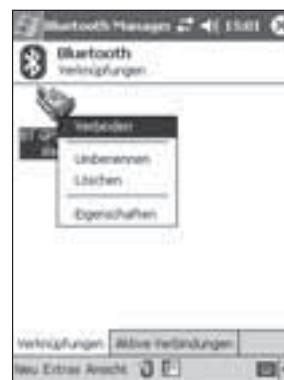 Bluetooth Manager 15:01
Bluetooth
Verknüpfungen
Verbinden
Umbenennen
Löschen
Eigenschaften
Verknüpfungen Aktive Verbindungen
Neu Extras Ansicht